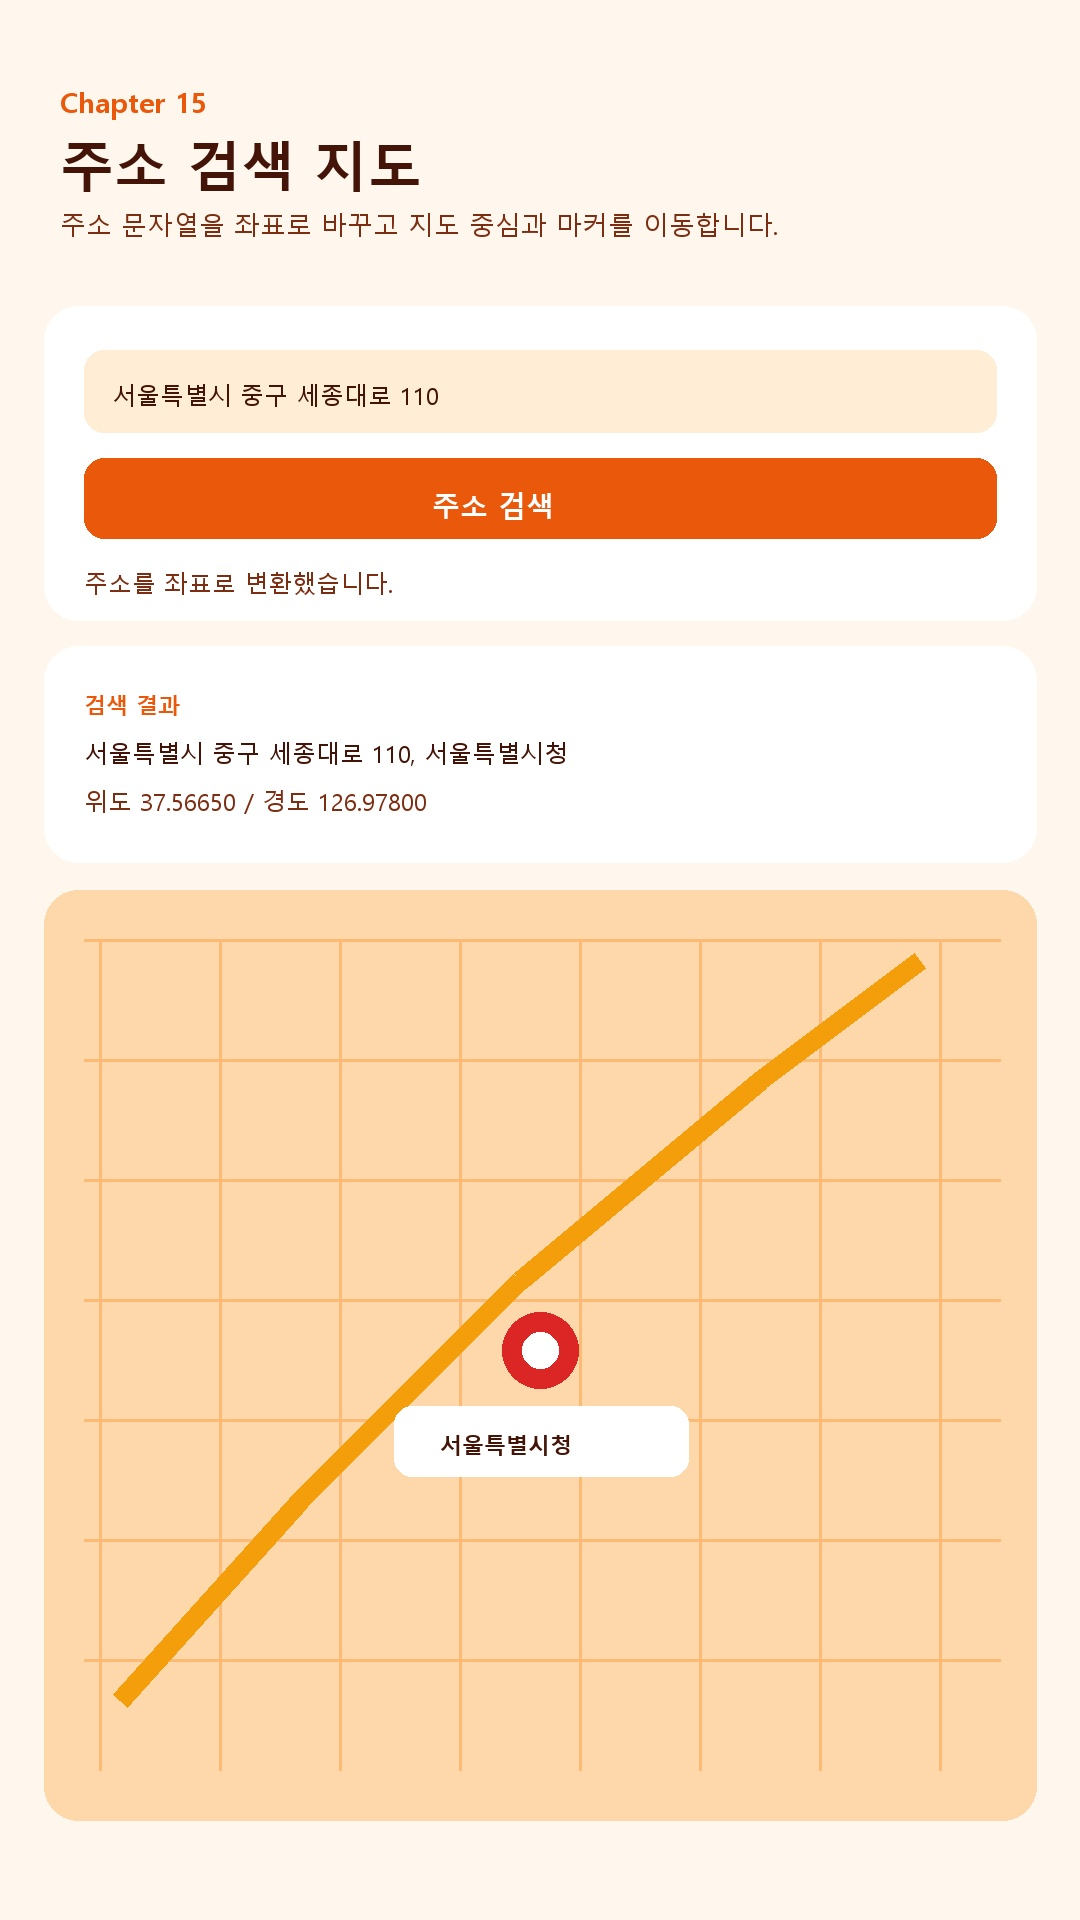 Chapter 15
주소 검색 지도
주소 문자열을 좌표로 바꾸고 지도 중심과 마커를 이동합니다.
서울특별시 중구 세종대로 110
주소 검색
주소를 좌표로 변환했습니다.
검색 결과
서울특별시 중구 세종대로 110, 서울특별시청
위도 37.56650 / 경도 126.97800
서울특별시청